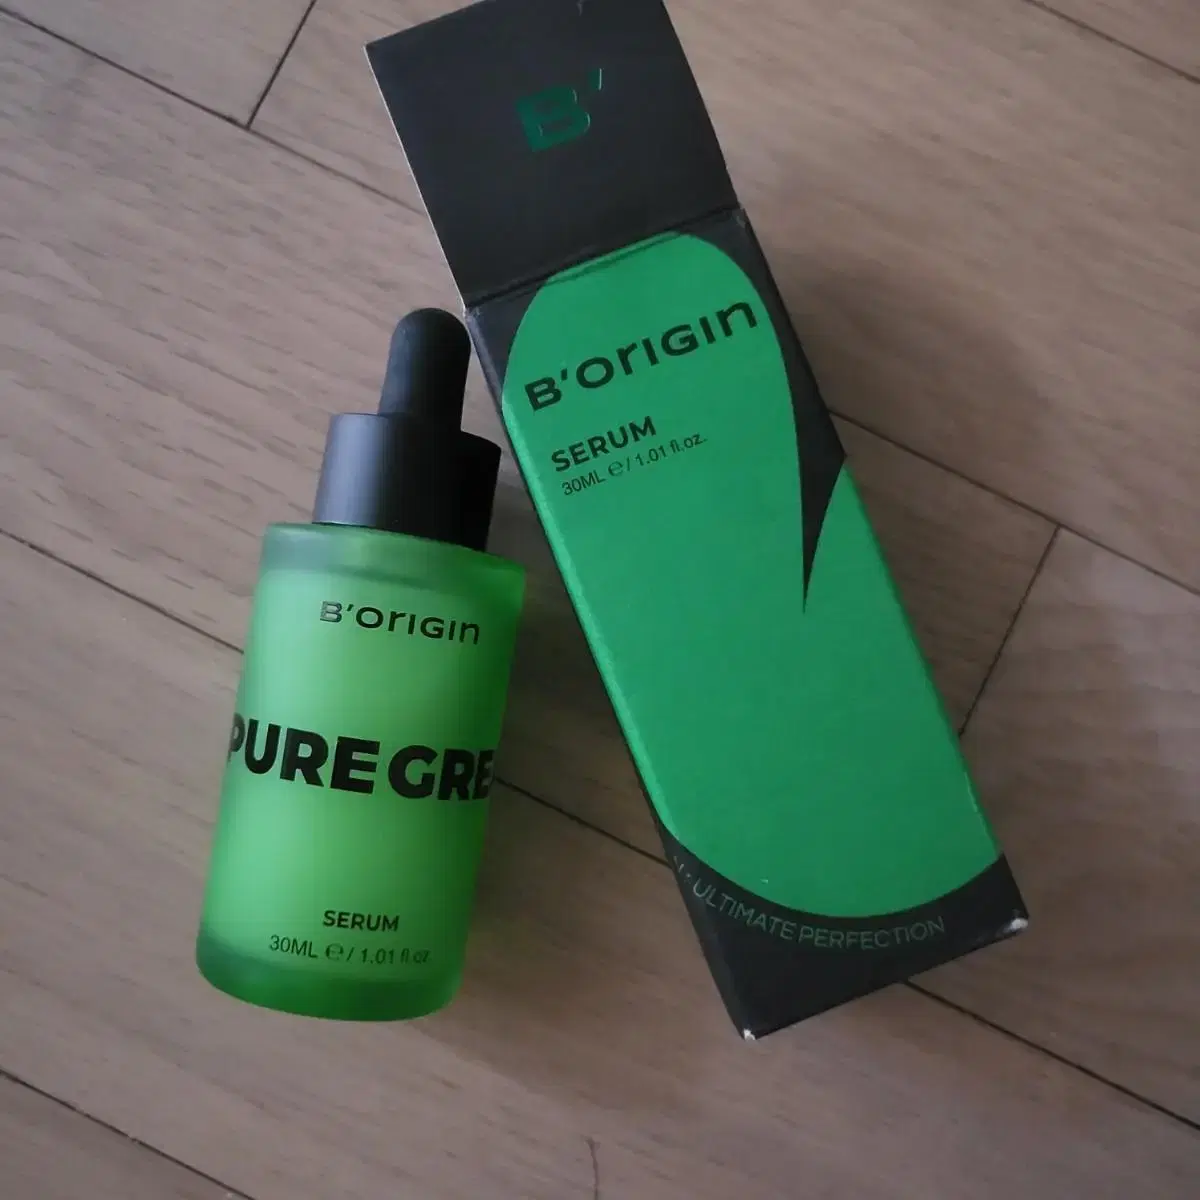 B'
B'ORIGIN
SERUM
30ML ℮ / 1.01 fl.oz.
: ULTIMATE PERFECTION
B'ORIGIN
PURE GRE
SERUM
30ML ℮ / 1.01 fl.oz.